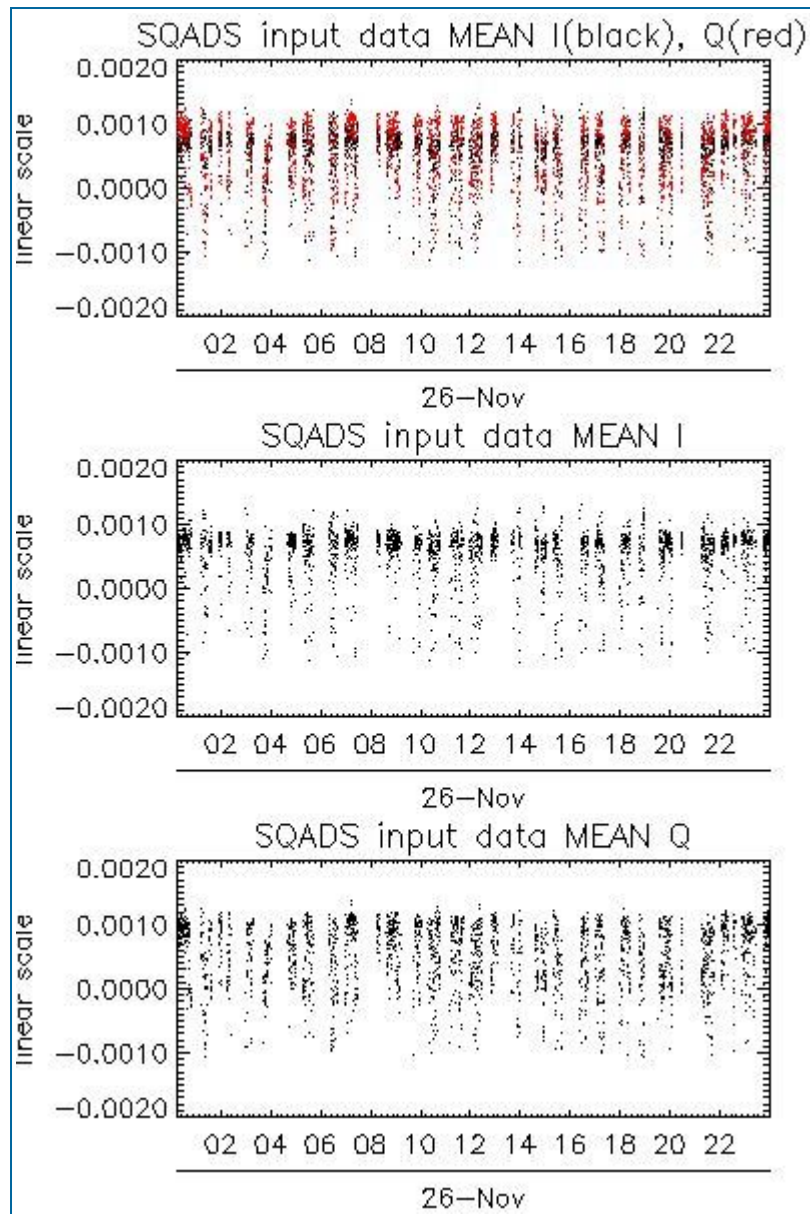 SQADS input data MEAN I(black), Q(red)
0.0020
0.0010
0.0000
−0.0010
−0.0020
linear scale
02 04 06 08 10 12 14 16 18 20 22
26−Nov
SQADS input data MEAN I
0.0020
0.0010
0.0000
−0.0010
−0.0020
linear scale
02 04 06 08 10 12 14 16 18 20 22
26−Nov
SQADS input data MEAN Q
0.0020
0.0010
0.0000
−0.0010
−0.0020
linear scale
02 04 06 08 10 12 14 16 18 20 22
26−Nov